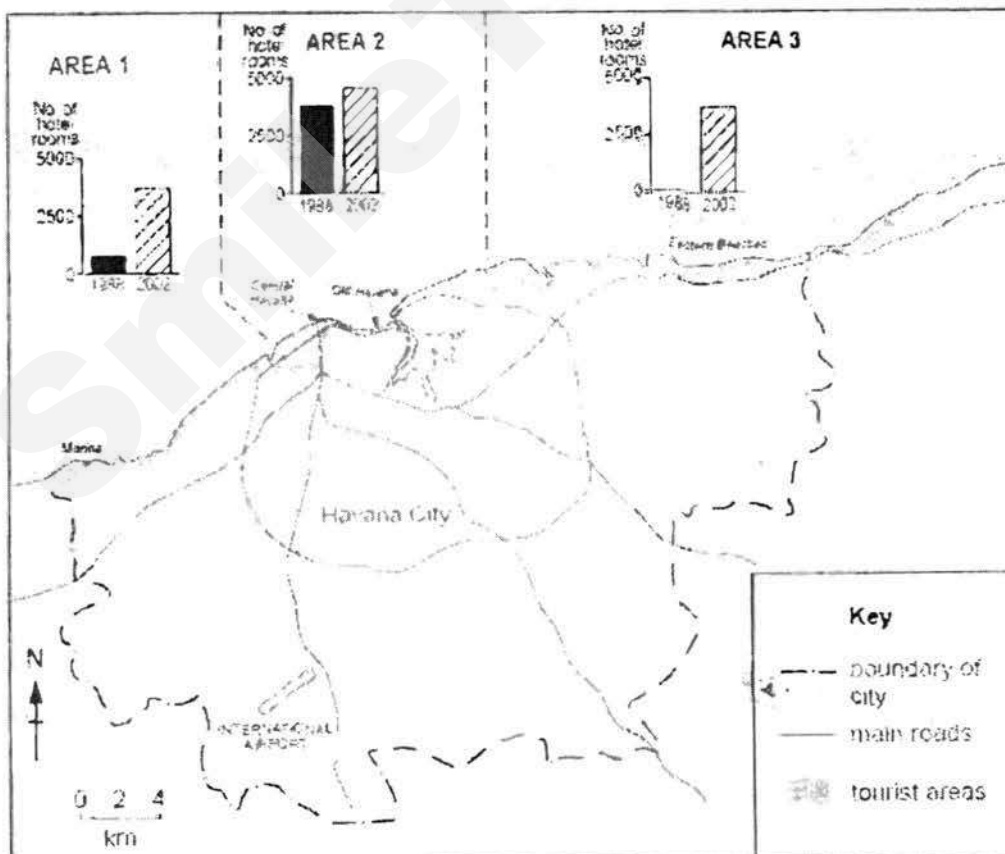 AREA 1
No. of
hotel
rooms
5000
2500
0
1988 2002
No. of
hotel
rooms
AREA 2
5000
2500
0
1988 2002
No. of
hotel
rooms
AREA 3
5000
2500
0
1988 2002
Eastern Beaches
Central
Havana
Old Havana
Marina
Havana City
INTERNATIONAL
AIRPORT
N
0 2 4
km
Key
boundary of
city
main roads
tourist areas